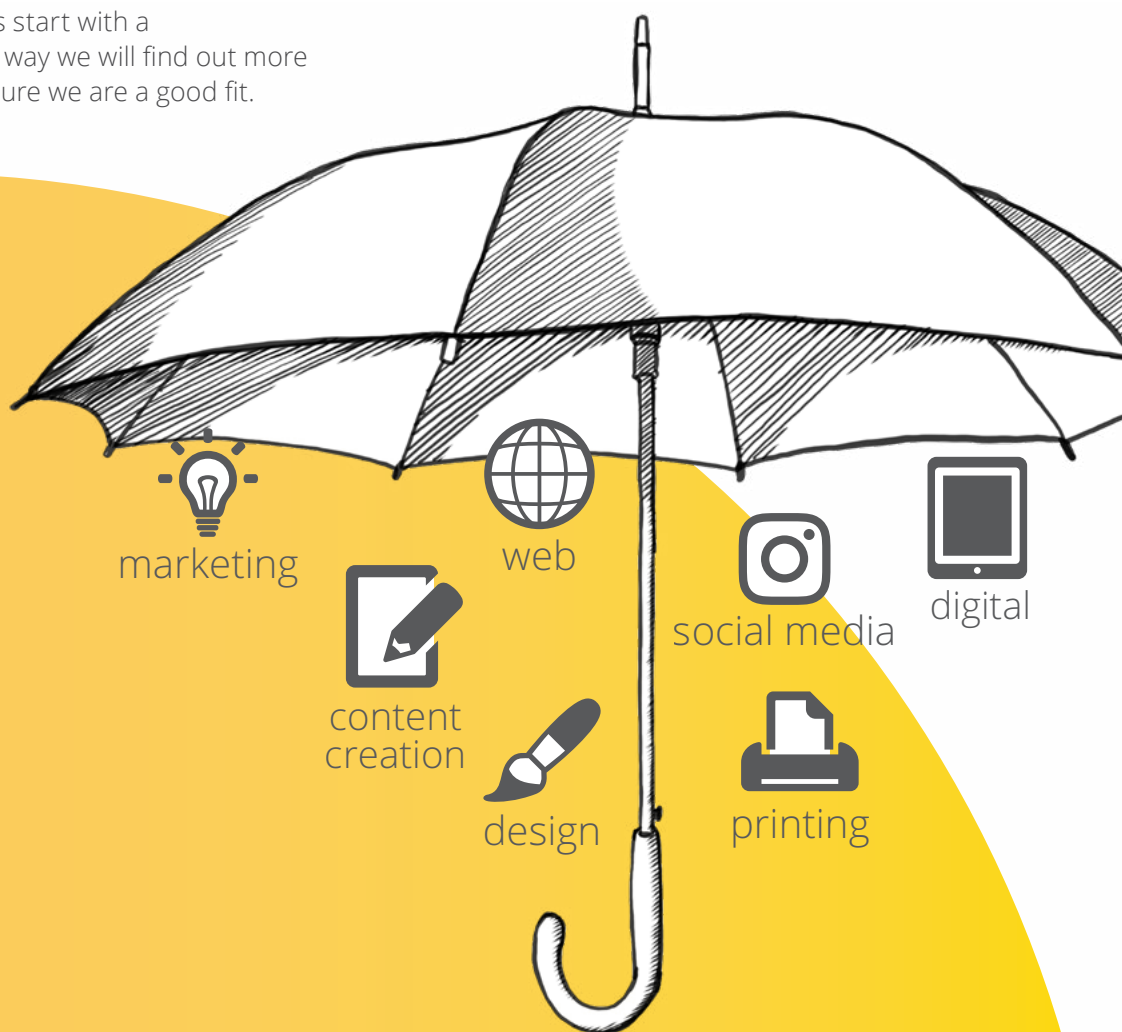 s start with a
way we will find out more
ure we are a good fit.
marketing
web
social media
digital
content
creation
design
printing